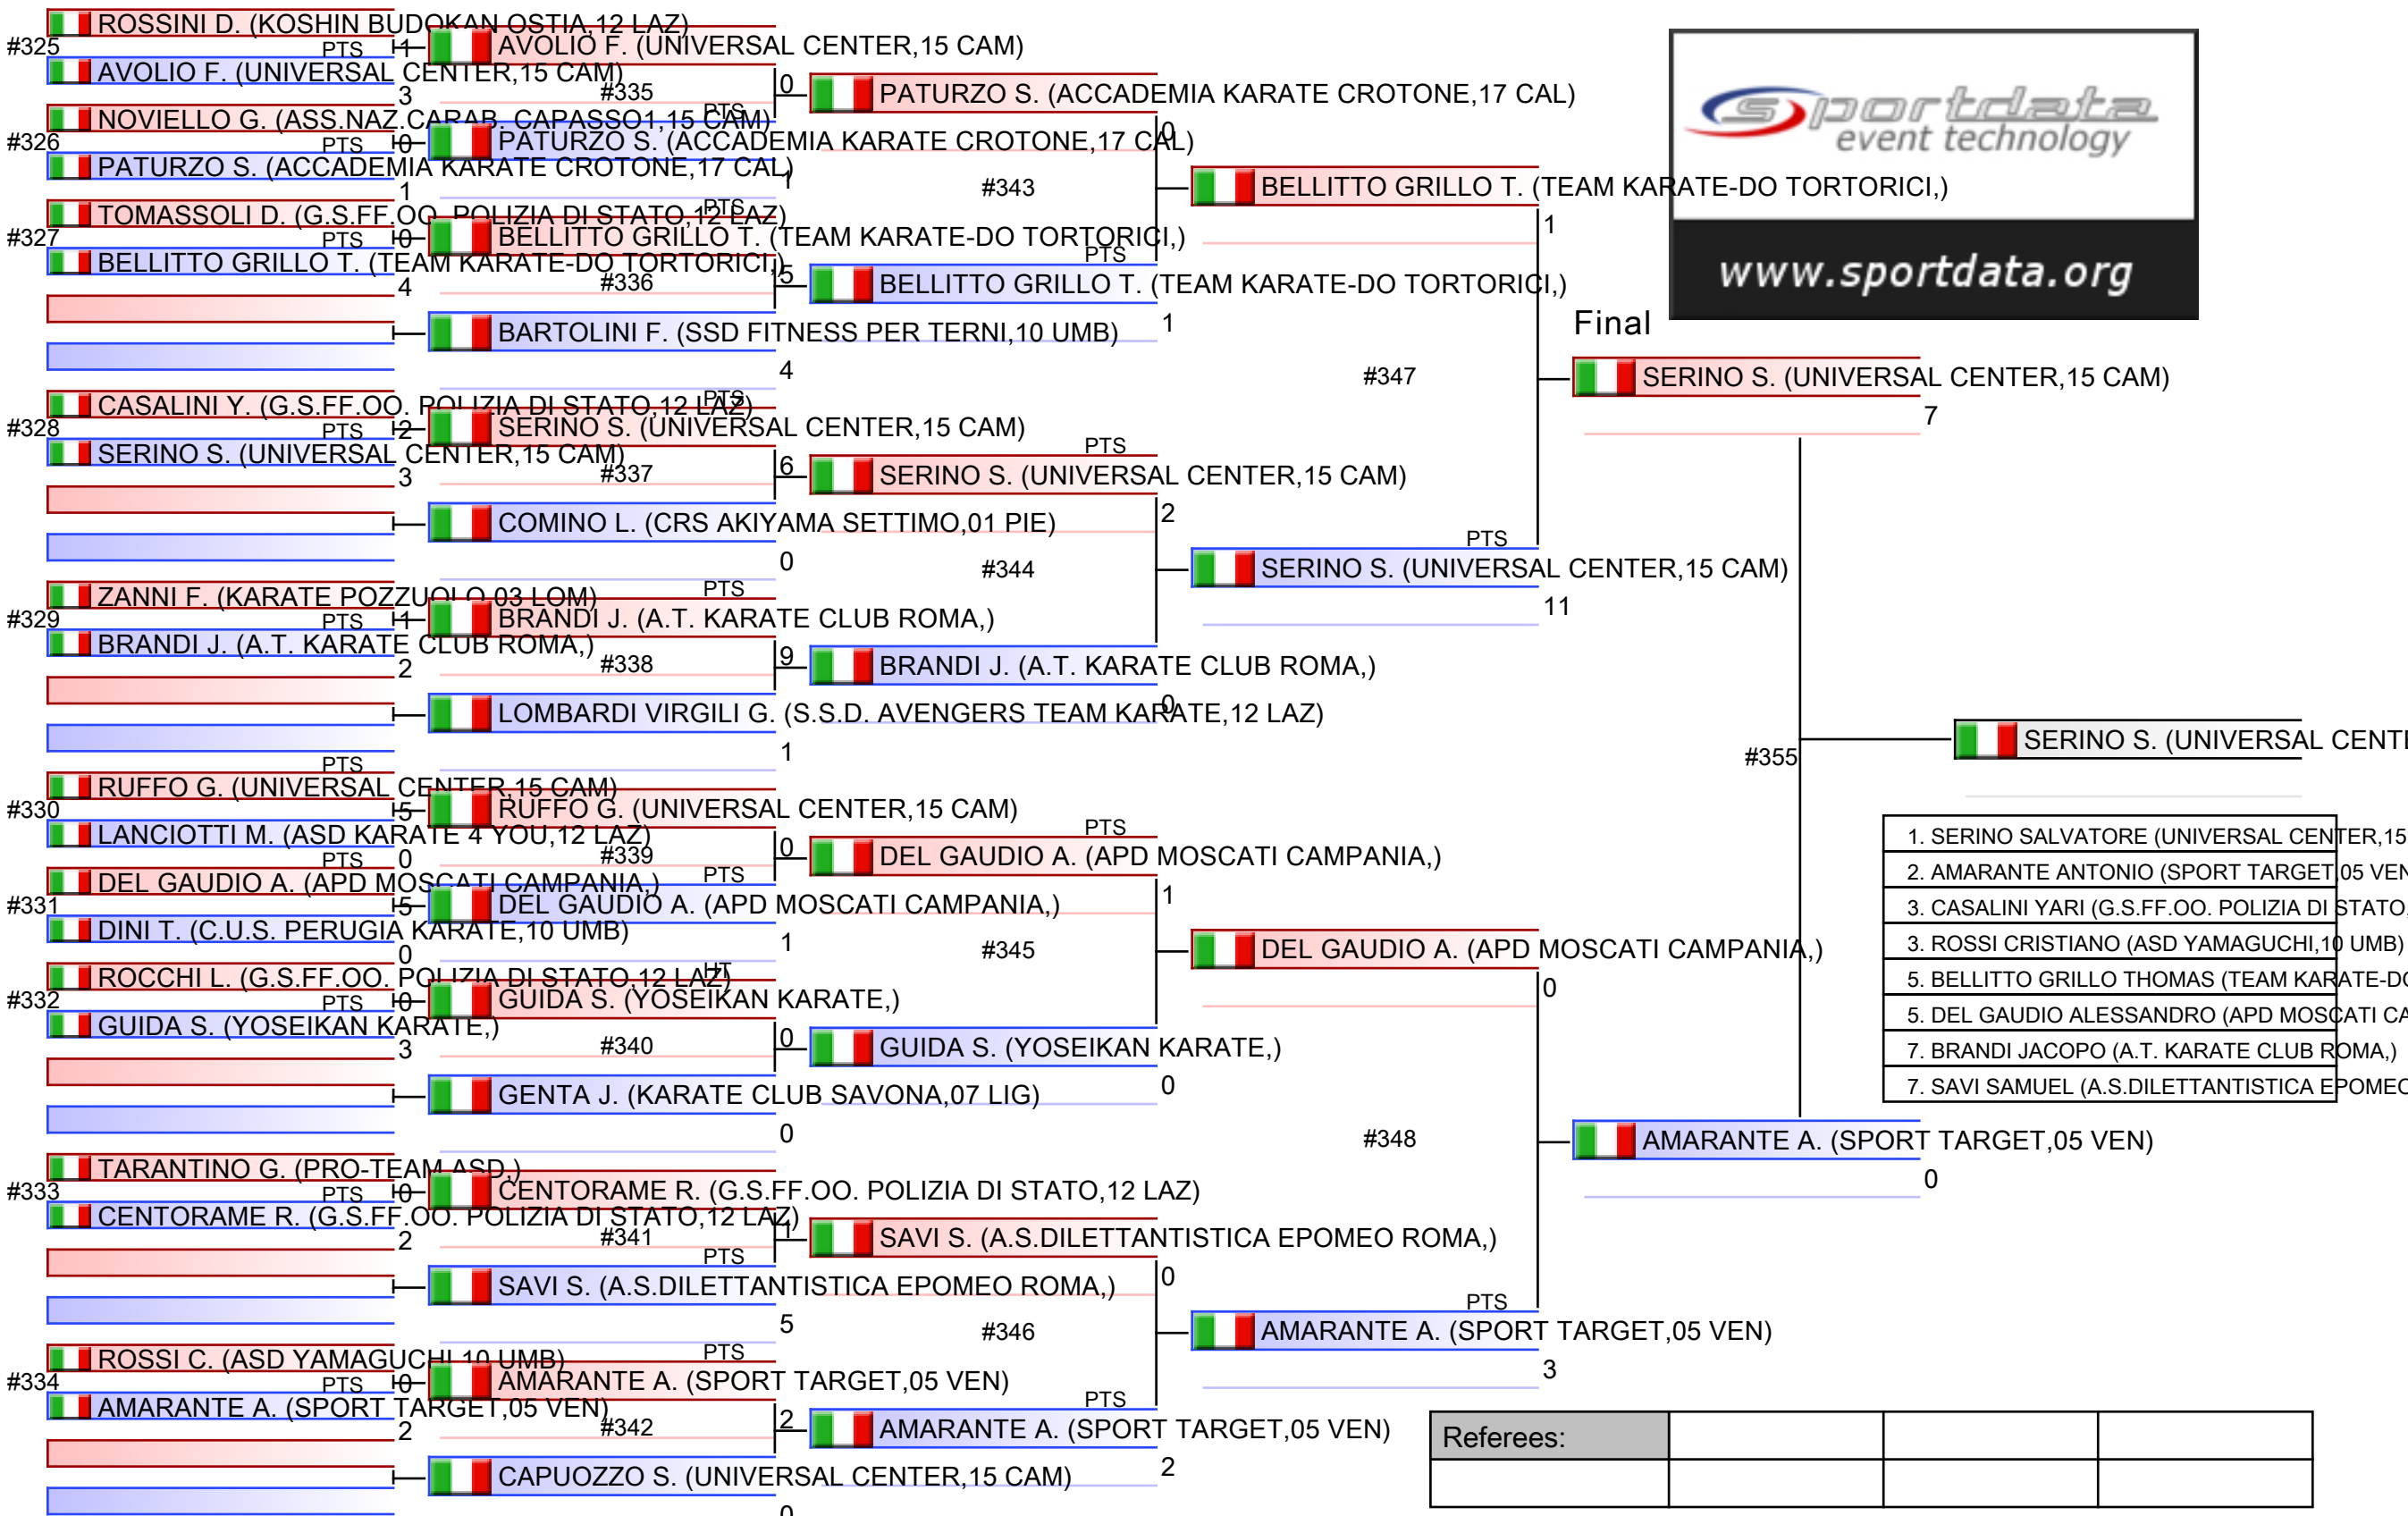 ROSSINI D. (KOSHIN BUDOKAN OSTIA,12 LAZ)
#325
PTS
1
AVOLIO F. (UNIVERSAL CENTER,15 CAM)
3
NOVIELLO G. (ASS.NAZ.CARAB. CAPASSO1,15 CAM)
#326
PTS
0
PATURZO S. (ACCADEMIA KARATE CROTONE,17 CAL)
1
TOMASSOLI D. (G.S.FF.OO. POLIZIA DI STATO,12 LAZ)
#327
PTS
0
BELLITTO GRILLO T. (TEAM KARATE-DO TORTORICI,)
4
CASALINI Y. (G.S.FF.OO. POLIZIA DI STATO,12 LAZ)
#328
PTS
2
SERINO S. (UNIVERSAL CENTER,15 CAM)
3
ZANNI F. (KARATE POZZUOLO,03 LOM)
#329
PTS
1
BRANDI J. (A.T. KARATE CLUB ROMA,)
2
PTS
RUFFO G. (UNIVERSAL CENTER,15 CAM)
#330
5
LANCIOTTI M. (ASD KARATE 4 YOU,12 LAZ)
0
PTS
DEL GAUDIO A. (APD MOSCATI CAMPANIA,)
#331
5
DINI T. (C.U.S. PERUGIA KARATE,10 UMB)
0
ROCCHI L. (G.S.FF.OO. POLIZIA DI STATO,12 LAZ)
#332
PTS
0
GUIDA S. (YOSEIKAN KARATE,)
3
TARANTINO G. (PRO-TEAM ASD,)
#333
PTS
0
CENTORAME R. (G.S.FF.OO. POLIZIA DI STATO,12 LAZ)
2
ROSSI C. (ASD YAMAGUCHI,10 UMB)
#334
PTS
0
AMARANTE A. (SPORT TARGET,05 VEN)
2
AVOLIO F. (UNIVERSAL CENTER,15 CAM)
0
#335
PTS
PATURZO S. (ACCADEMIA KARATE CROTONE,17 CAL)
1
PTS
BELLITTO GRILLO T. (TEAM KARATE-DO TORTORICI,)
5
#336
BARTOLINI F. (SSD FITNESS PER TERNI,10 UMB)
4
PTS
SERINO S. (UNIVERSAL CENTER,15 CAM)
6
#337
COMINO L. (CRS AKIYAMA SETTIMO,01 PIE)
0
PTS
BRANDI J. (A.T. KARATE CLUB ROMA,)
9
#338
LOMBARDI VIRGILI G. (S.S.D. AVENGERS TEAM KARATE,12 LAZ)
1
RUFFO G. (UNIVERSAL CENTER,15 CAM)
0
#339
PTS
DEL GAUDIO A. (APD MOSCATI CAMPANIA,)
1
HT
GUIDA S. (YOSEIKAN KARATE,)
0
#340
GENTA J. (KARATE CLUB SAVONA,07 LIG)
0
CENTORAME R. (G.S.FF.OO. POLIZIA DI STATO,12 LAZ)
1
#341
PTS
SAVI S. (A.S.DILETTANTISTICA EPOMEO ROMA,)
5
PTS
AMARANTE A. (SPORT TARGET,05 VEN)
2
#342
CAPUOZZO S. (UNIVERSAL CENTER,15 CAM)
0
PATURZO S. (ACCADEMIA KARATE CROTONE,17 CAL)
0
#343
PTS
BELLITTO GRILLO T. (TEAM KARATE-DO TORTORICI,)
1
PTS
SERINO S. (UNIVERSAL CENTER,15 CAM)
2
#344
BRANDI J. (A.T. KARATE CLUB ROMA,)
0
PTS
DEL GAUDIO A. (APD MOSCATI CAMPANIA,)
1
#345
GUIDA S. (YOSEIKAN KARATE,)
0
SAVI S. (A.S.DILETTANTISTICA EPOMEO ROMA,)
0
#346
PTS
AMARANTE A. (SPORT TARGET,05 VEN)
2
BELLITTO GRILLO T. (TEAM KARATE-DO TORTORICI,)
1
#347
PTS
SERINO S. (UNIVERSAL CENTER,15 CAM)
11
DEL GAUDIO A. (APD MOSCATI CAMPANIA,)
0
#348
PTS
AMARANTE A. (SPORT TARGET,05 VEN)
3
sportdata
event technology
www.sportdata.org
Final
SERINO S. (UNIVERSAL CENTER,15 CAM)
7
#355
AMARANTE A. (SPORT TARGET,05 VEN)
0
SERINO S. (UNIVERSAL CENTE
1. SERINO SALVATORE (UNIVERSAL CENTER,15
2. AMARANTE ANTONIO (SPORT TARGET,05 VEN
3. CASALINI YARI (G.S.FF.OO. POLIZIA DI STATO,
3. ROSSI CRISTIANO (ASD YAMAGUCHI,10 UMB)
5. BELLITTO GRILLO THOMAS (TEAM KARATE-DO
5. DEL GAUDIO ALESSANDRO (APD MOSCATI CA
7. BRANDI JACOPO (A.T. KARATE CLUB ROMA,)
7. SAVI SAMUEL (A.S.DILETTANTISTICA EPOMEO
Referees: